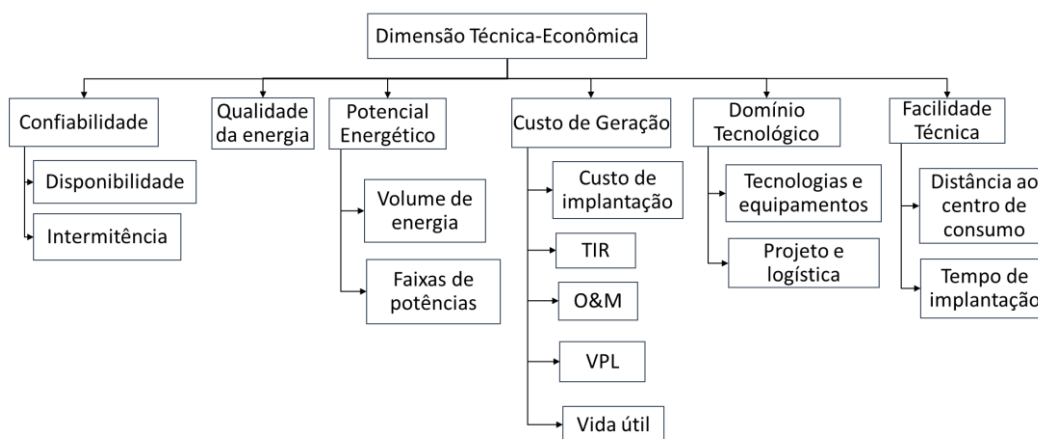 Dimensão Técnica-Econômica
Confiabilidade
Disponibilidade
Intermitência
Qualidade
da energia
Potencial
Energético
Volume de
energia
Faixas de
potências
Custo de Geração
Custo de
implantação
TIR
O&M
VPL
Vida útil
Domínio
Tecnológico
Tecnologias e
equipamentos
Projeto e
logística
Facilidade
Técnica
Distância ao
centro de
consumo
Tempo de
implantação